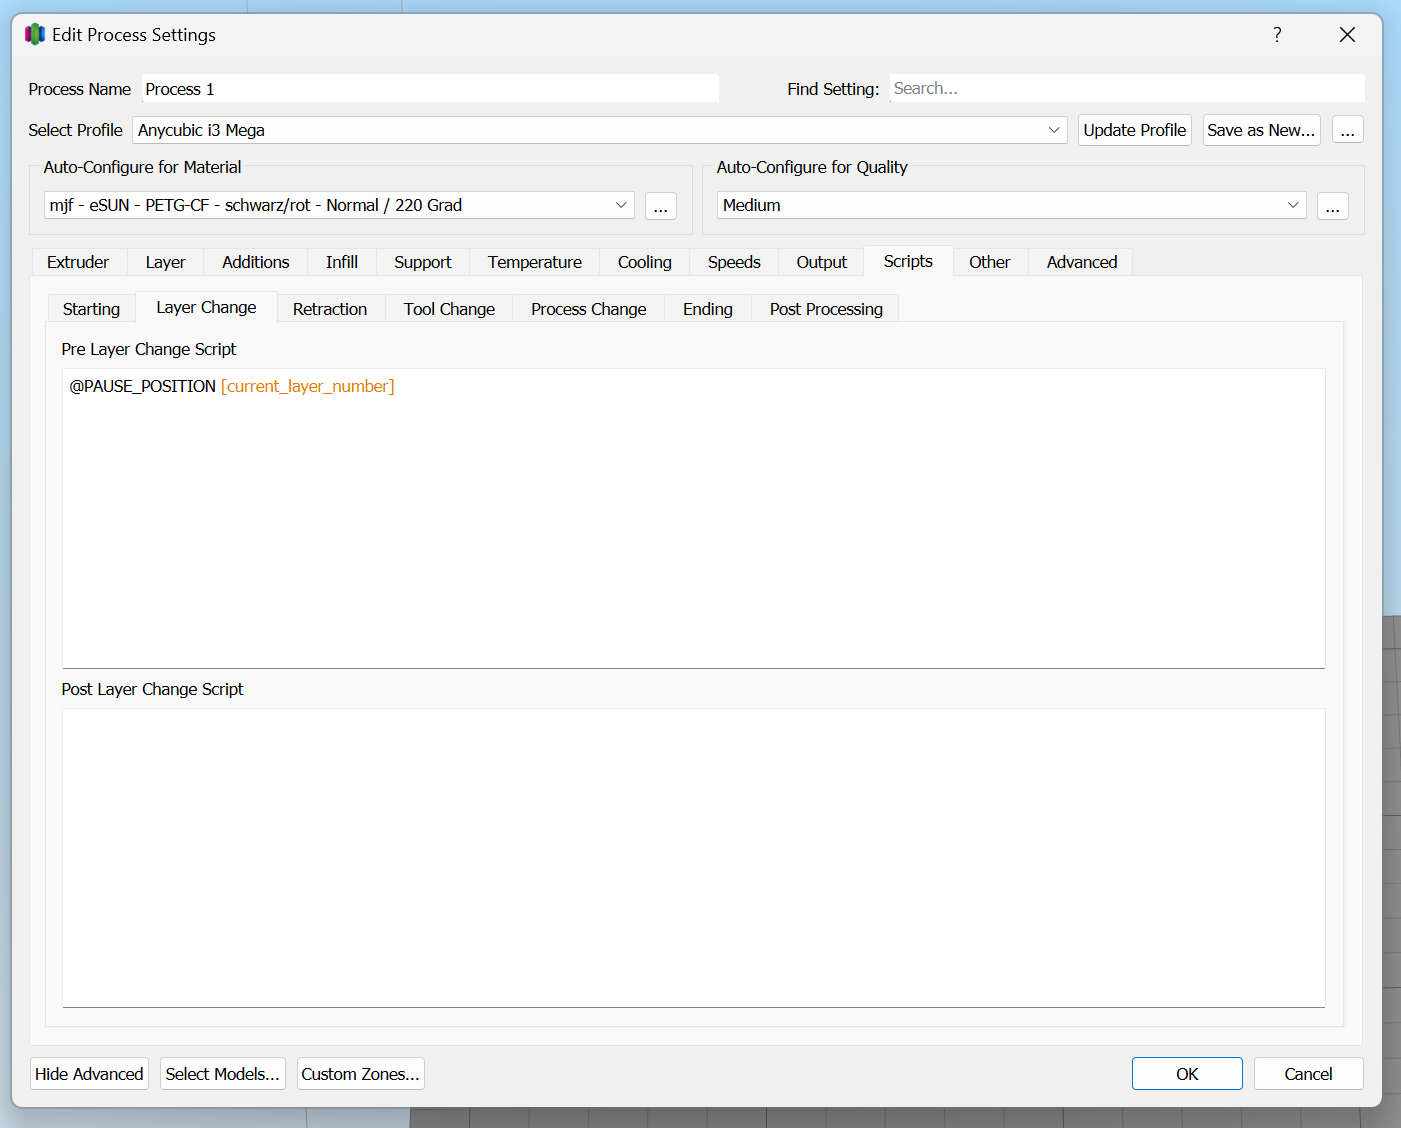 Edit Process Settings
?
Process Name Process 1 Find Setting: Search...
Select Profile Anycubic i3 Mega Update Profile Save as New... ...
Auto-Configure for Material Auto-Configure for Quality
mjf - eSUN - PETG-CF - schwarz/rot - Normal / 220 Grad ... Medium ...
Extruder Layer Additions Infill Support Temperature Cooling Speeds Output Scripts Other Advanced
Starting Layer Change Retraction Tool Change Process Change Ending Post Processing
Pre Layer Change Script
@PAUSE_POSITION [current_layer_number]
Post Layer Change Script
Hide Advanced Select Models... Custom Zones... OK Cancel